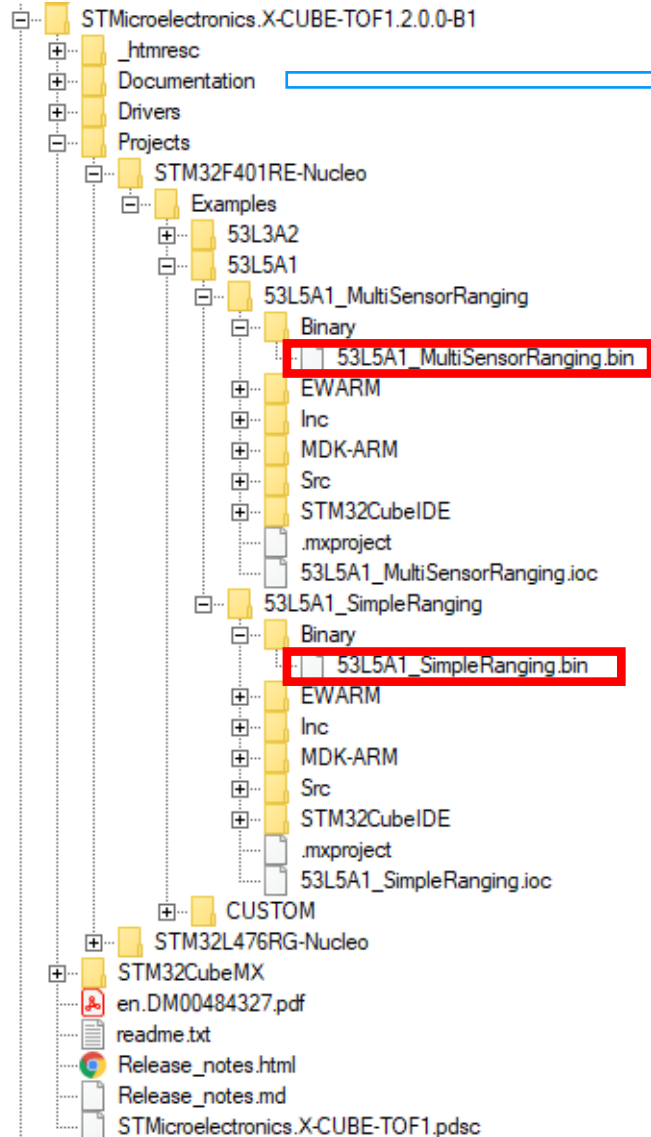 STMicroelectronics.X-CUBE-TOF1.2.0.0-B1
_htmresc
Documentation
Drivers
Projects
STM32F401RE-Nucleo
Examples
53L3A2
53L5A1
53L5A1_MultiSensorRanging
Binary
53L5A1_MultiSensorRanging.bin
EWARM
Inc
MDK-ARM
Src
STM32CubeIDE
.mxproject
53L5A1_MultiSensorRanging.ioc
53L5A1_SimpleRanging
Binary
53L5A1_SimpleRanging.bin
EWARM
Inc
MDK-ARM
Src
STM32CubeIDE
.mxproject
53L5A1_SimpleRanging.ioc
CUSTOM
STM32L476RG-Nucleo
STM32CubeMX
en.DM00484327.pdf
readme.txt
Release_notes.html
Release_notes.md
STMicroelectronics.X-CUBE-TOF1.pdsc